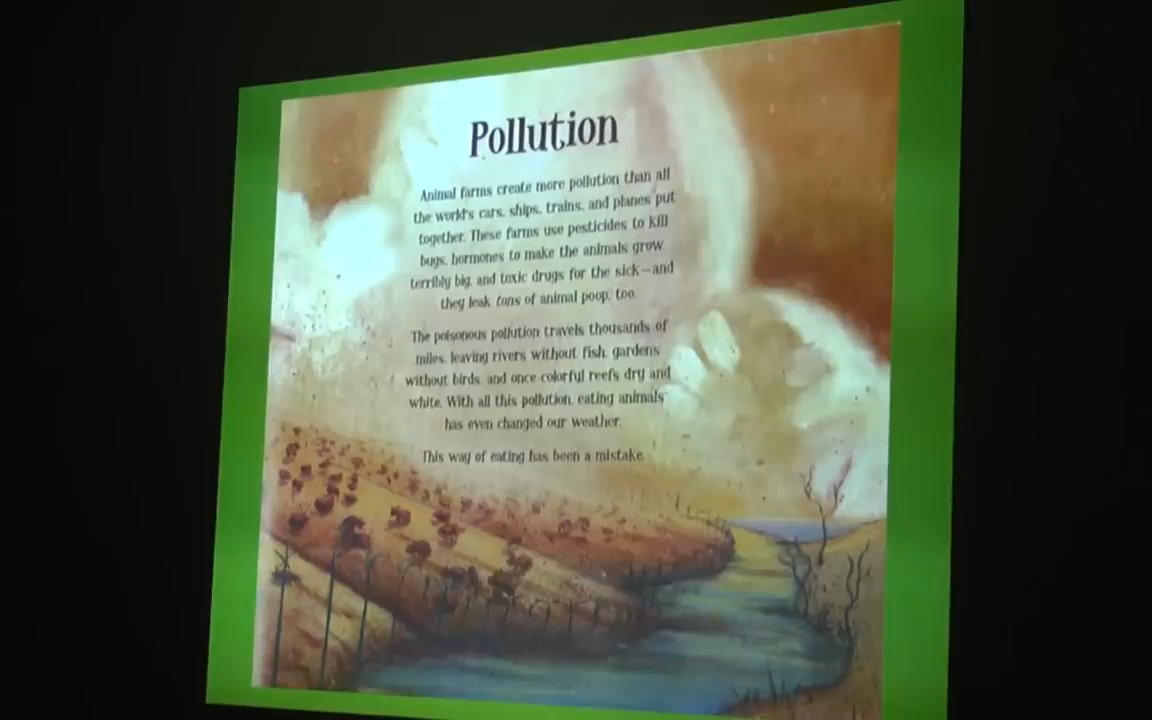 Pollution
Animal farms create more pollution than all
the world's cars, ships, trains, and planes put
together. These farms use pesticides to kill
bugs, hormones to make the animals grow
terribly big, and toxic drugs for the sick—and
they leak tons of animal poop, too.
The poisonous pollution travels thousands of
miles, leaving rivers without fish, gardens
without birds, and once colorful reefs dry and
white. With all this pollution, eating animals
has even changed our weather.
This way of eating has been a mistake.